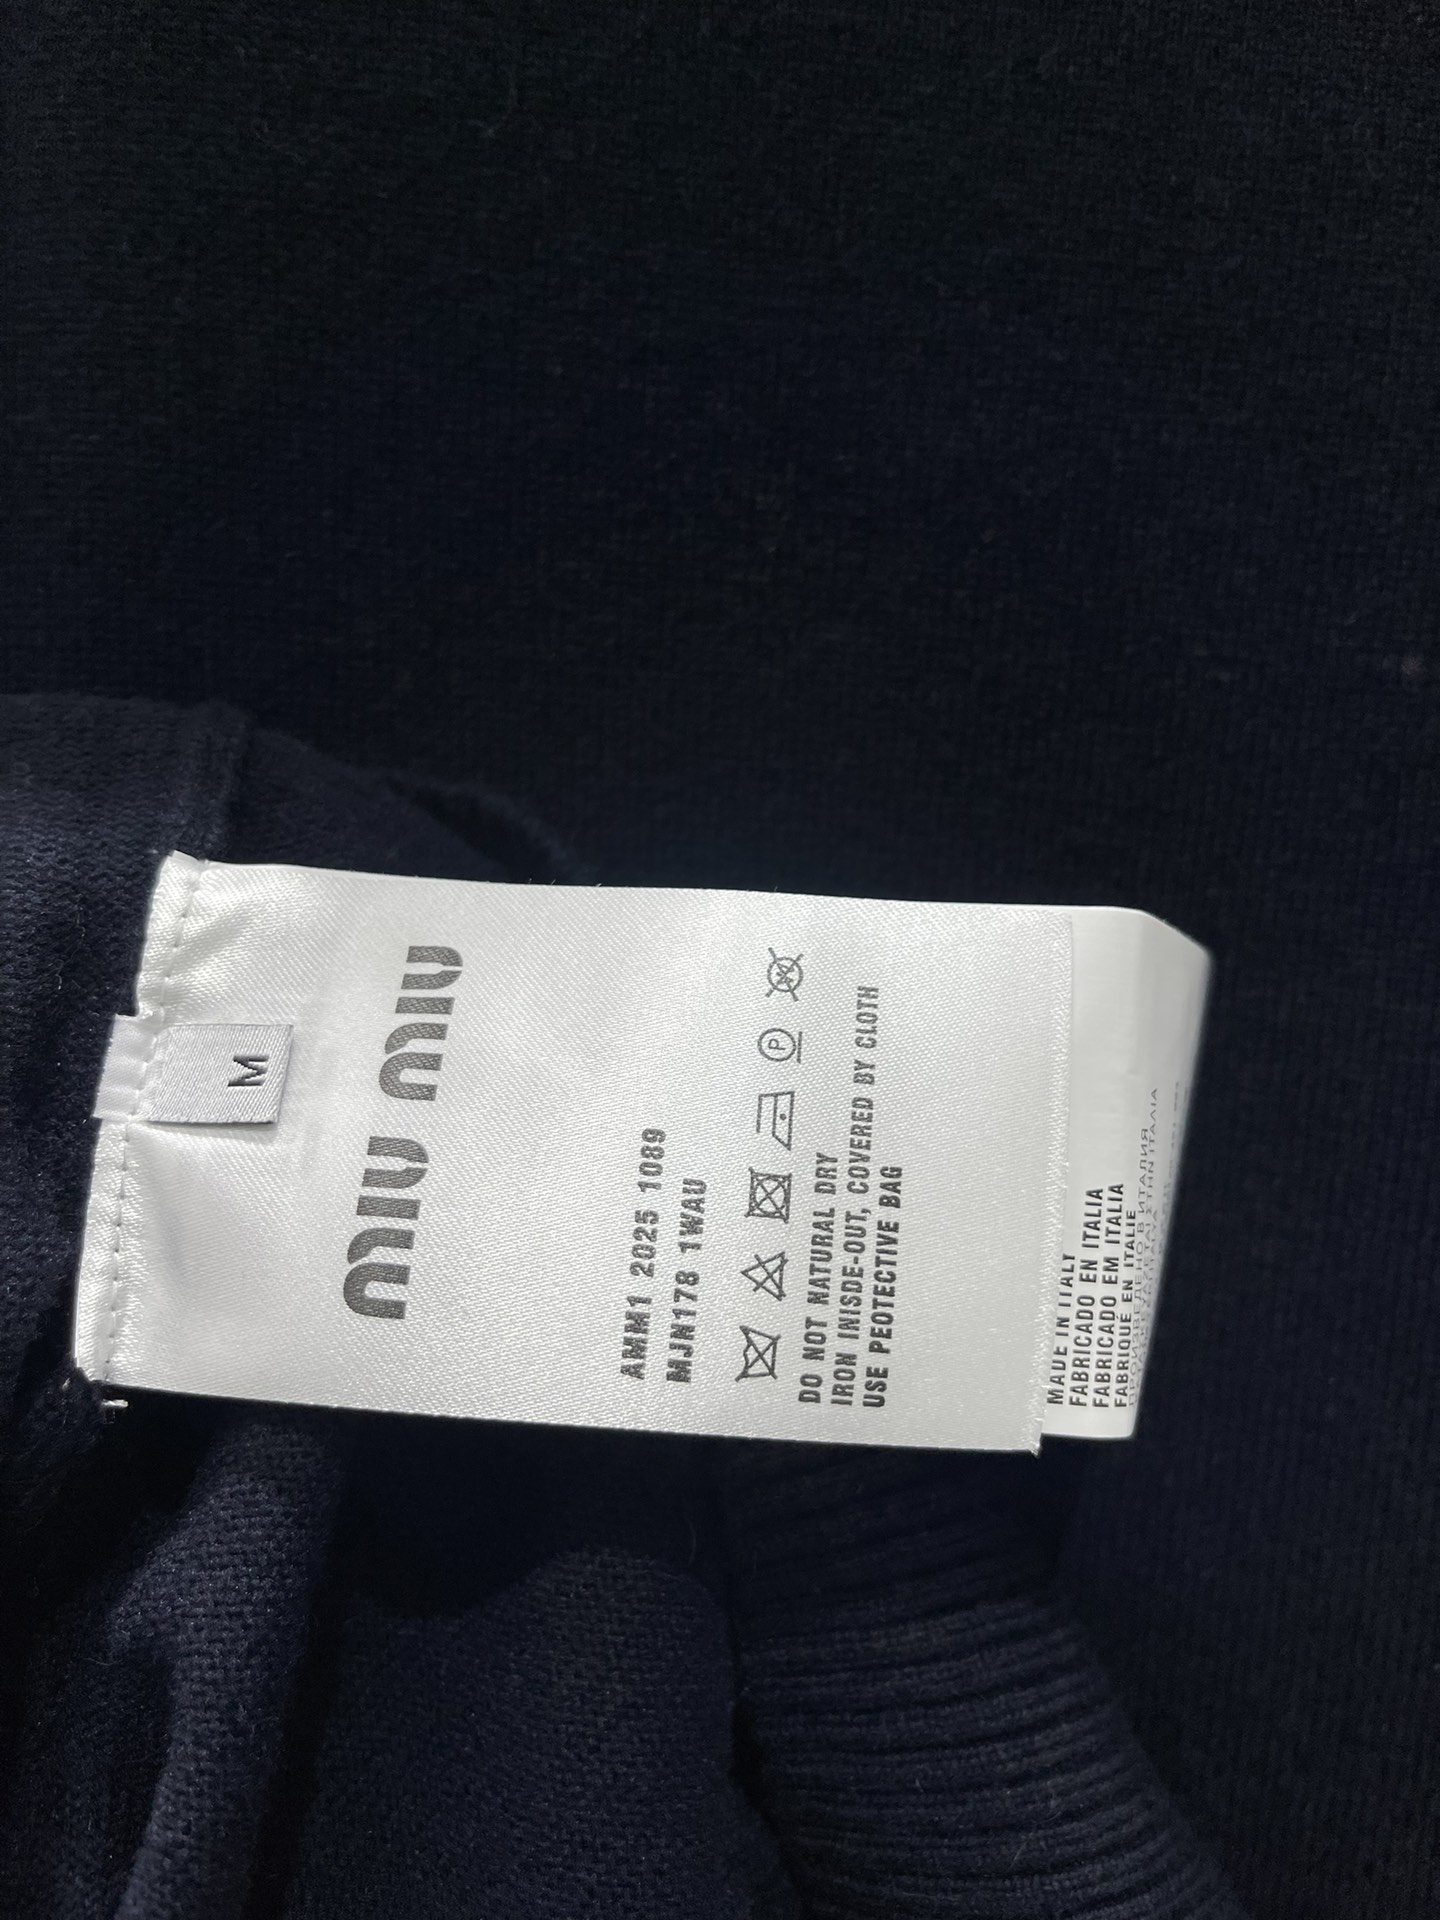 M
miu miu
AMM1 2025 1089
MJN178 1WAU
P
DO NOT NATURAL DRY
IRON INISDE-OUT, COVERED BY CLOTH
USE PEOTECTIVE BAG
MADE IN ITALY
FABRICADO EN ITALIA
FABRICADO EM ITALIA
FABRIQUÉ EN ITALIE